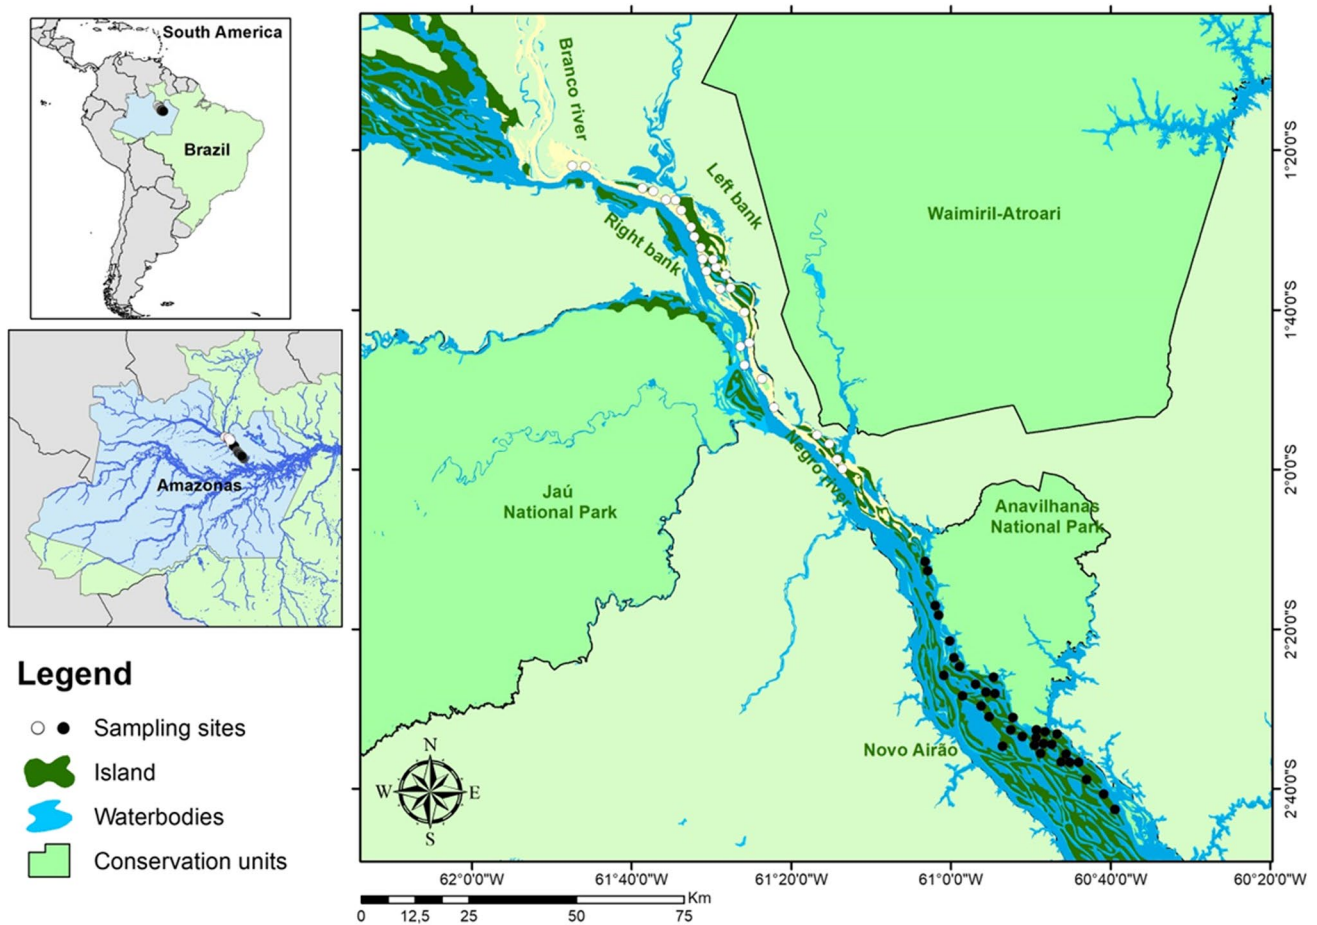 South America
Brazil
Amazonas
Legend
Sampling sites
Island
Waterbodies
Conservation units
Branco river
Left bank
Right bank
Waimiril-Atroari
Negro river
Jaú
National Park
Anavilhanas
National Park
Novo Airão
N
W
E
S
1°20'0"S
1°40'0"S
2°0'0"S
2°20'0"S
2°40'0"S
62°0'0"W
61°40'0"W
61°20'0"W
61°0'0"W
60°40'0"W
60°20'0"W
Km
0
12,5
25
50
75